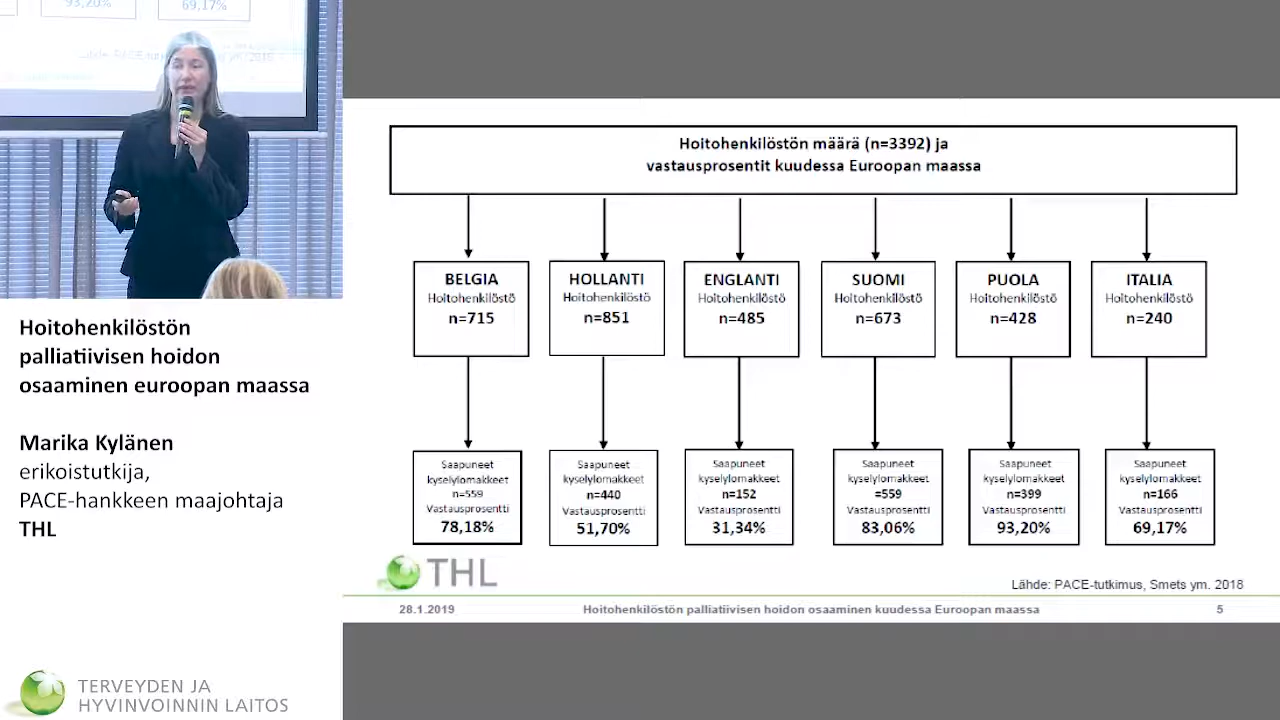 93,20%
69,17%
Hoitohenkilöstön
palliatiivisen hoidon
osaaminen euroopan maassa
Marika Kylänen
erikoistutkija,
PACE-hankkeen maajohtaja
THL
TERVEYDEN JA
HYVINVOINNIN LAITOS
Hoitohenkilöstön määrä (n=3392) ja
vastausprosentit kuudessa Euroopan maassa
BELGIA
Hoitohenkilöstö
n=715
HOLLANTI
Hoitohenkilöstö
n=851
ENGLANTI
Hoitohenkilöstö
n=485
SUOMI
Hoitohenkilöstö
n=673
PUOLA
Hoitohenkilöstö
n=428
ITALIA
Hoitohenkilöstö
n=240
Saapuneet
kyselylomakkeet
n=559
Vastausprosentti
78,18%
Saapuneet
kyselylomakkeet
n=440
Vastausprosentti
51,70%
Saapuneet
kyselylomakkeet
n=152
Vastausprosentti
31,34%
Saapuneet
kyselylomakkeet
=559
Vastausprosentti
83,06%
Saapuneet
kyselylomakkeet
n=399
Vastausprosentti
93,20%
Saapuneet
kyselylomakkeet
n=166
Vastausprosentti
69,17%
THL
Lähde: PACE-tutkimus, Smets ym. 2018
28.1.2019
Hoitohenkilöstön palliatiivisen hoidon osaaminen kuudessa Euroopan maassa
5